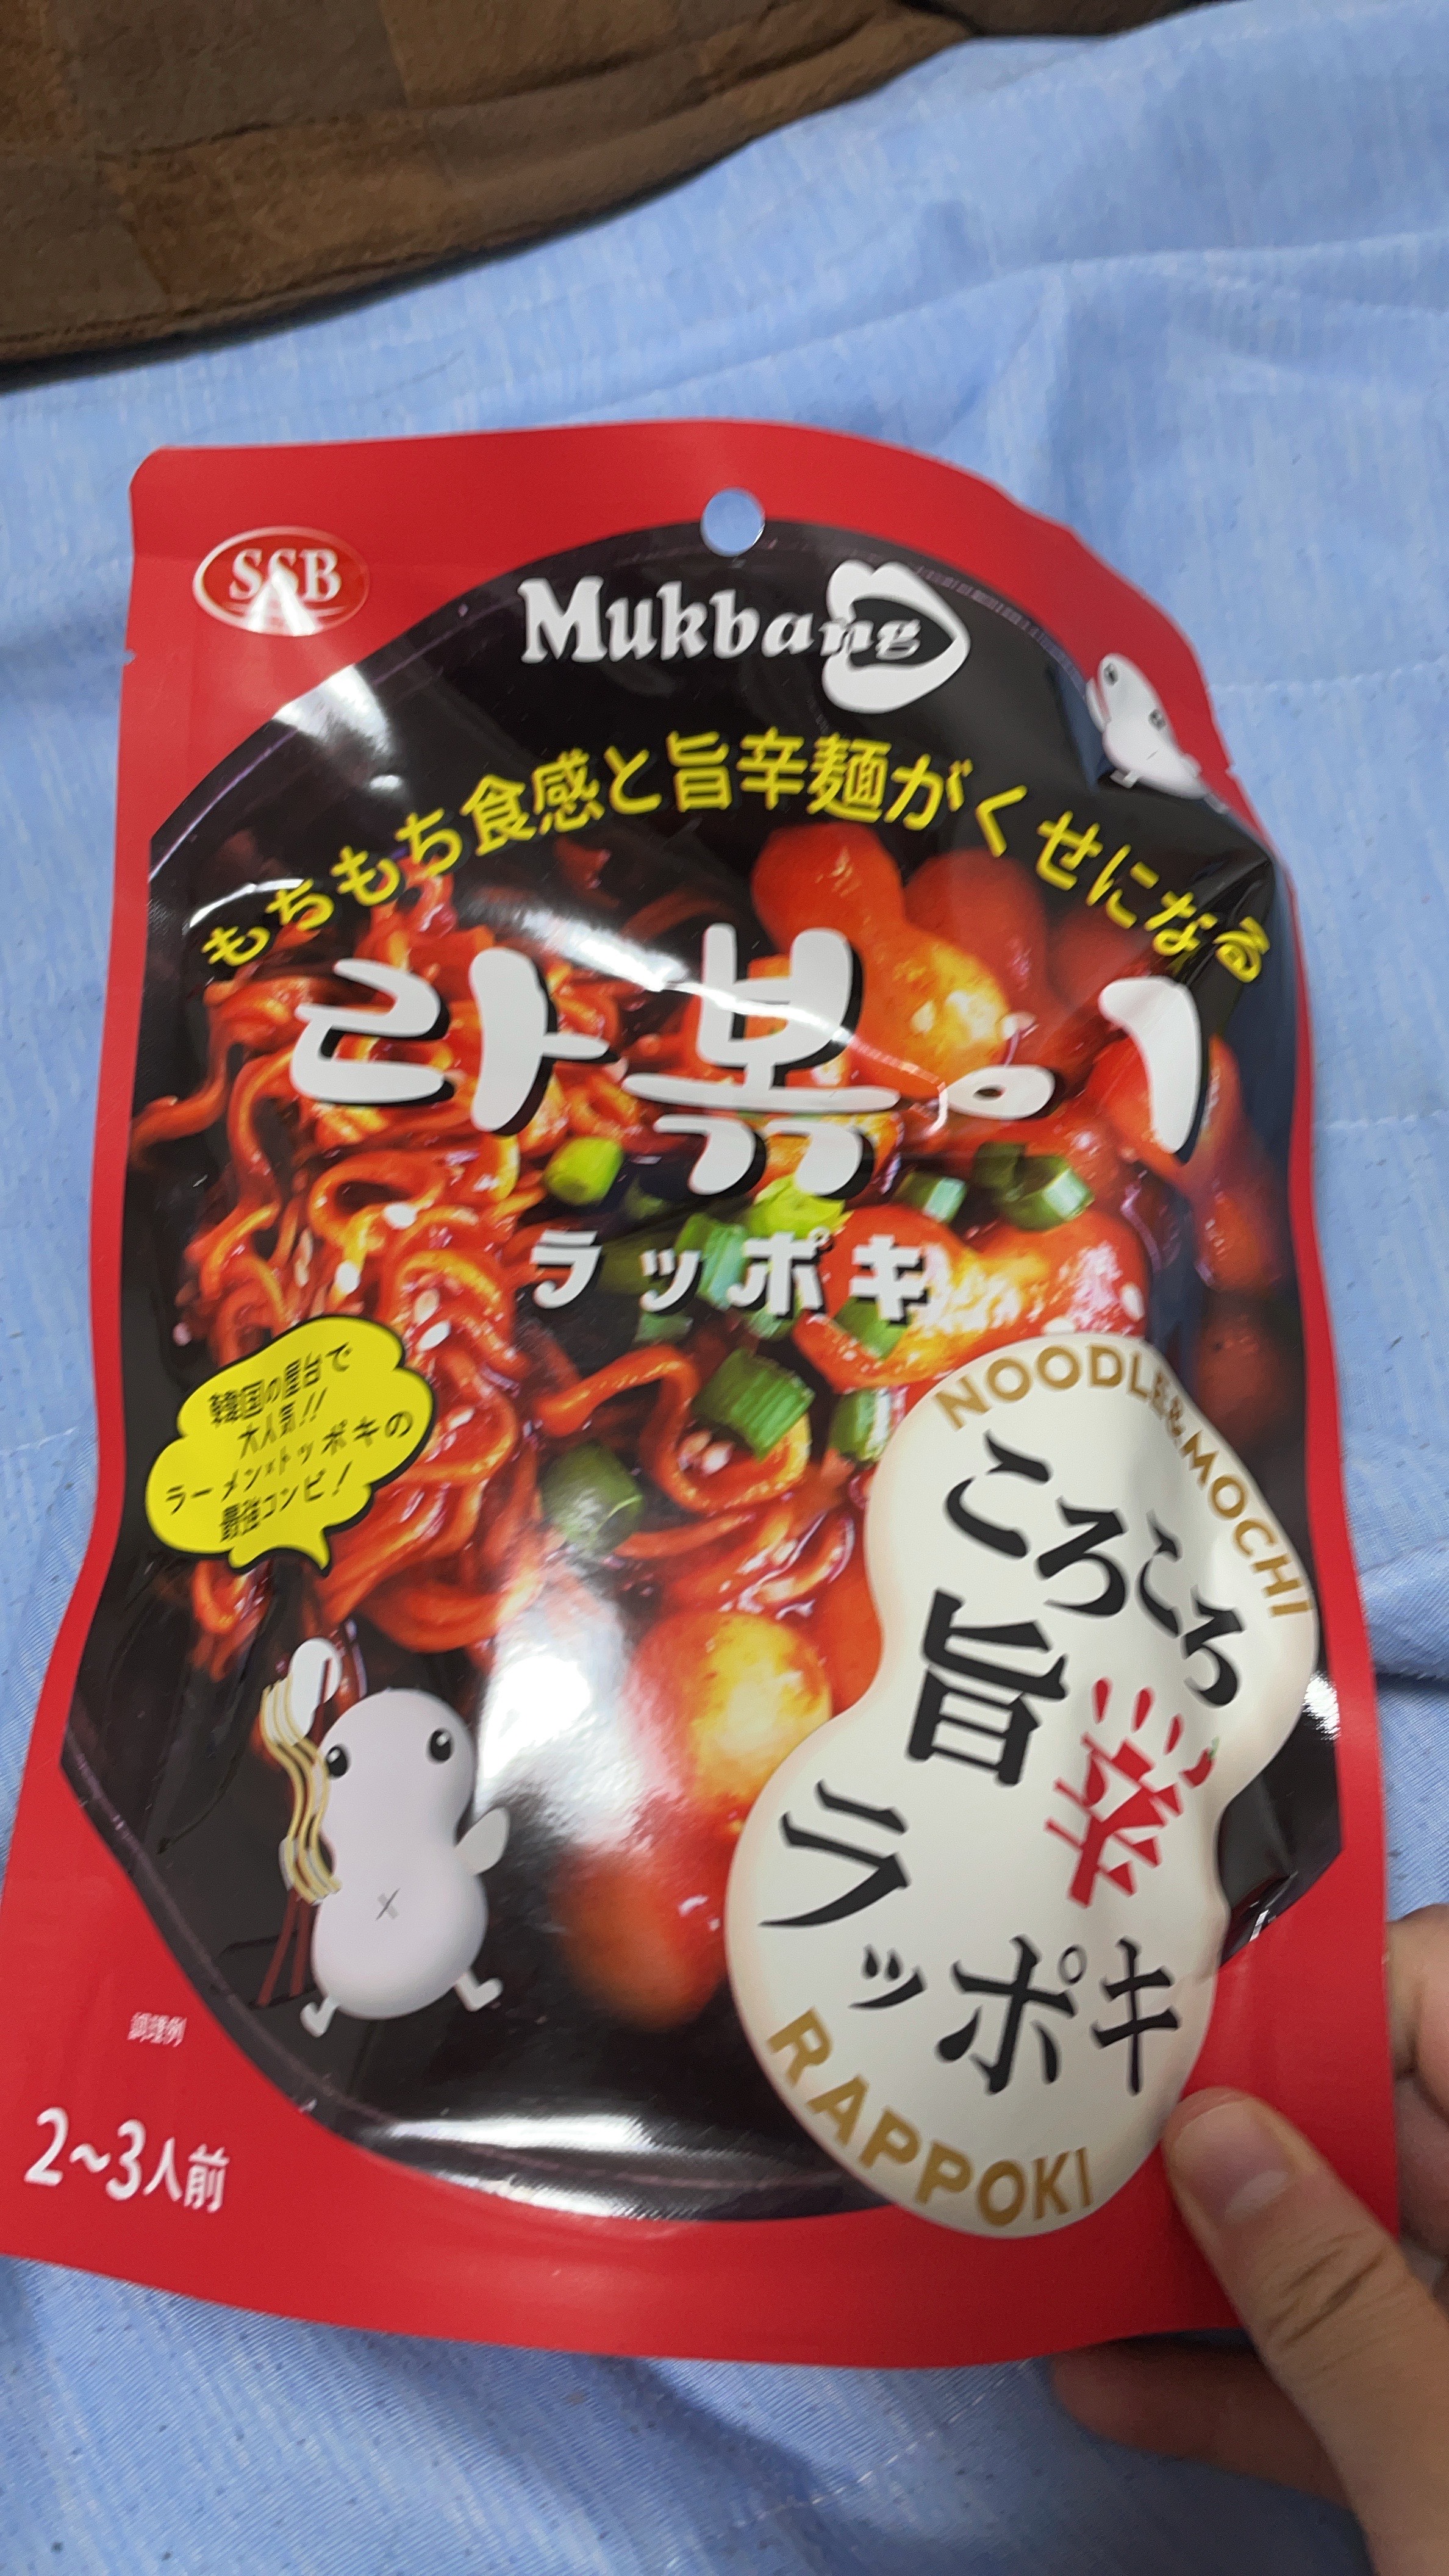 SSB
Mukbang
もちもち食感と旨辛麺がくせになる
라볶이
ラッポキ
韓国の屋台で
大人気!!
ラーメン×トッポキの
最強コンビ!
NOODLE&MOCHI
ころころ
旨辛
ラッポキ
RAPPOKI
調理例
2~3人前